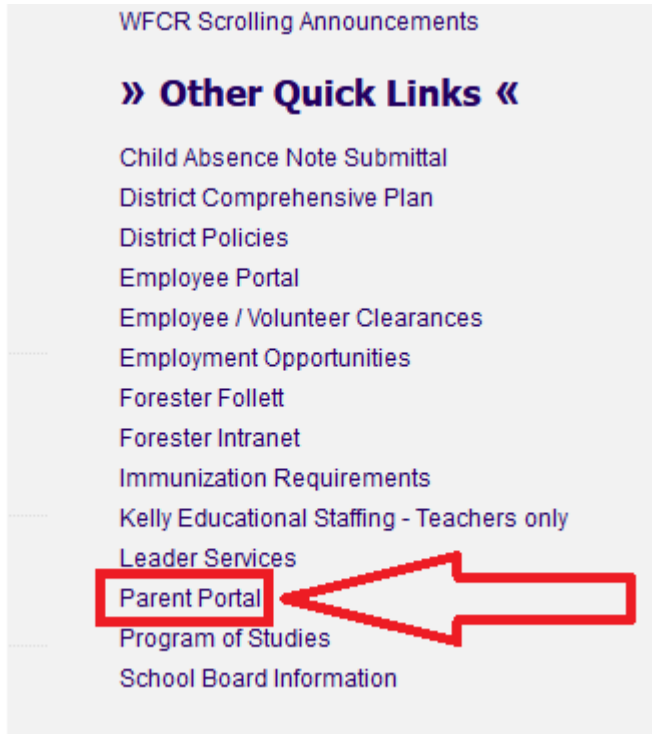 WFCR Scrolling Announcements
» Other Quick Links «
Child Absence Note Submittal
District Comprehensive Plan
District Policies
Employee Portal
Employee / Volunteer Clearances
Employment Opportunities
Forester Follett
Forester Intranet
Immunization Requirements
Kelly Educational Staffing - Teachers only
Leader Services
Parent Portal
Program of Studies
School Board Information